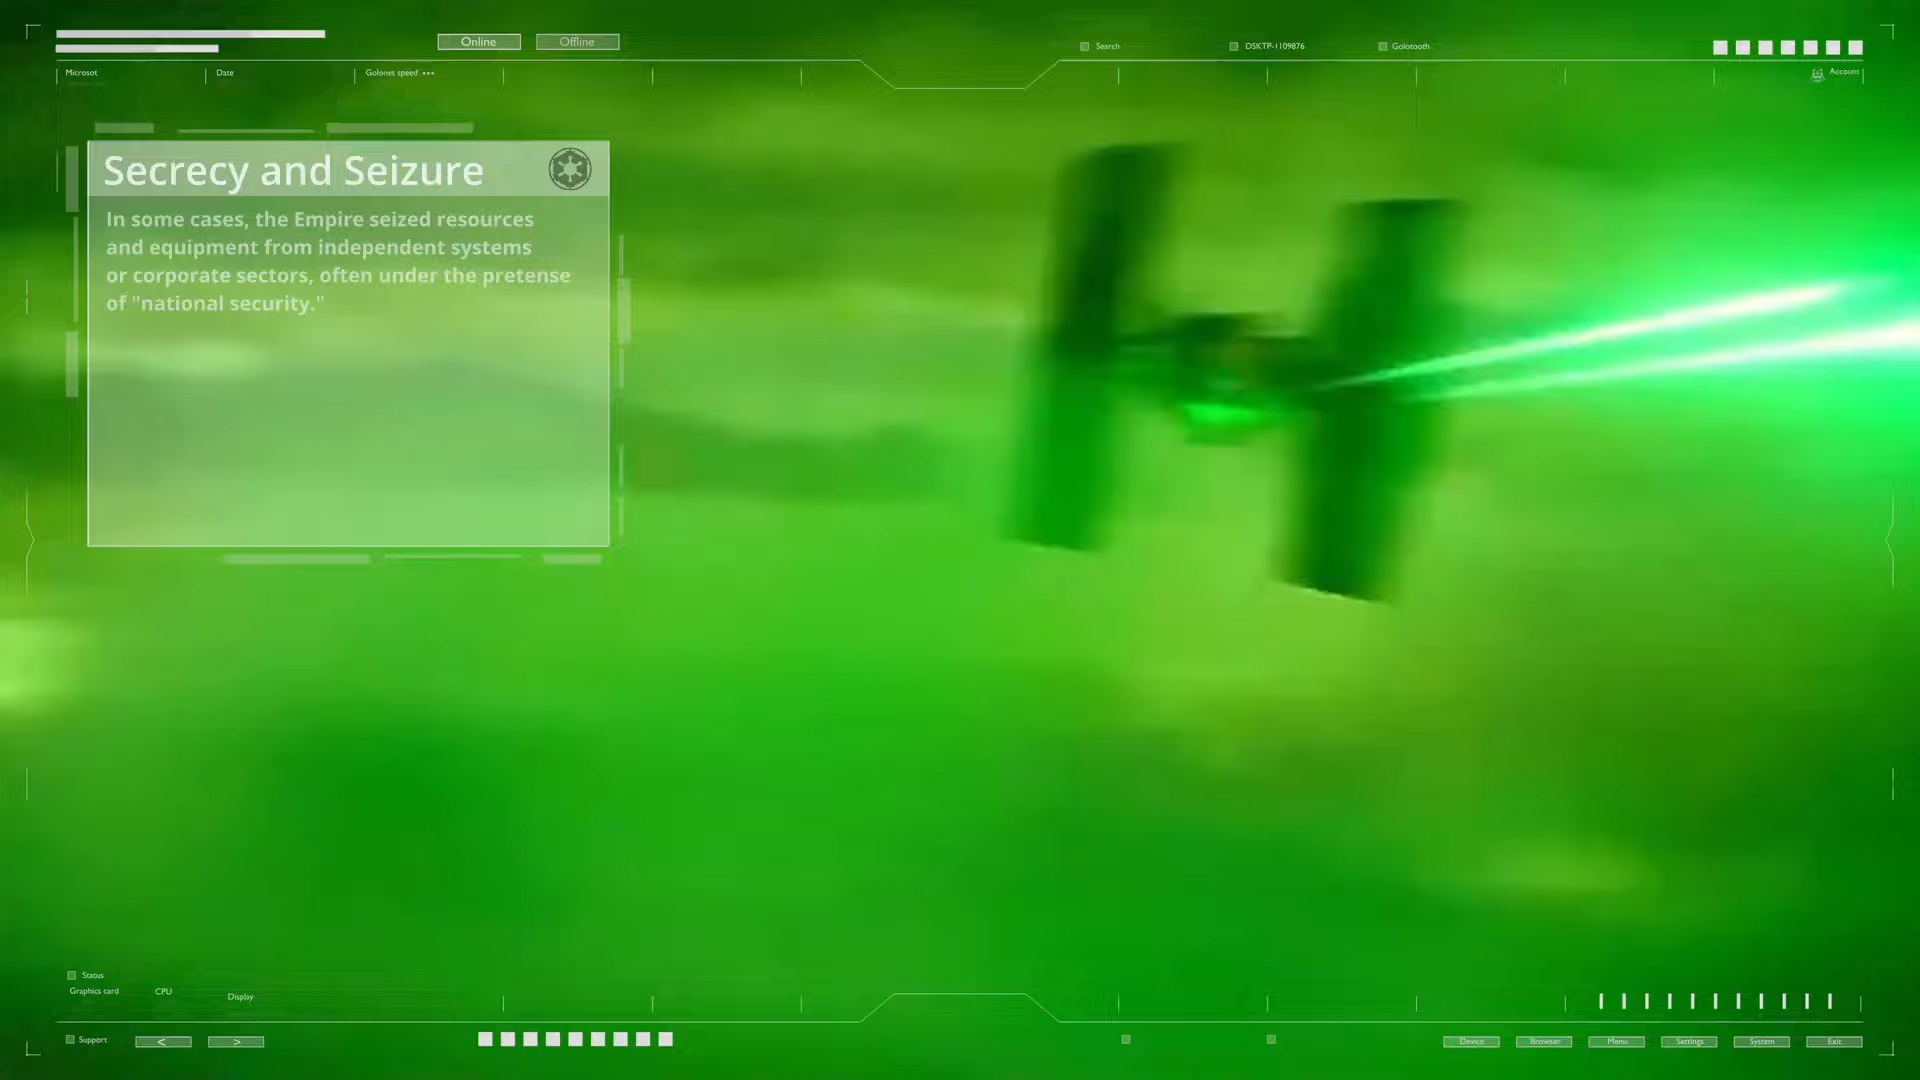 Online
Offline
Search
DSKTP-1109876
Golotooth
Microsot
Date
Golonet speed •••
Account
Secrecy and Seizure
In some cases, the Empire seized resources
and equipment from independent systems
or corporate sectors, often under the pretense
of "national security."
Status
Graphics card
CPU
Display
Support
<
>
Device
Browser
Menu
Settings
System
Exit